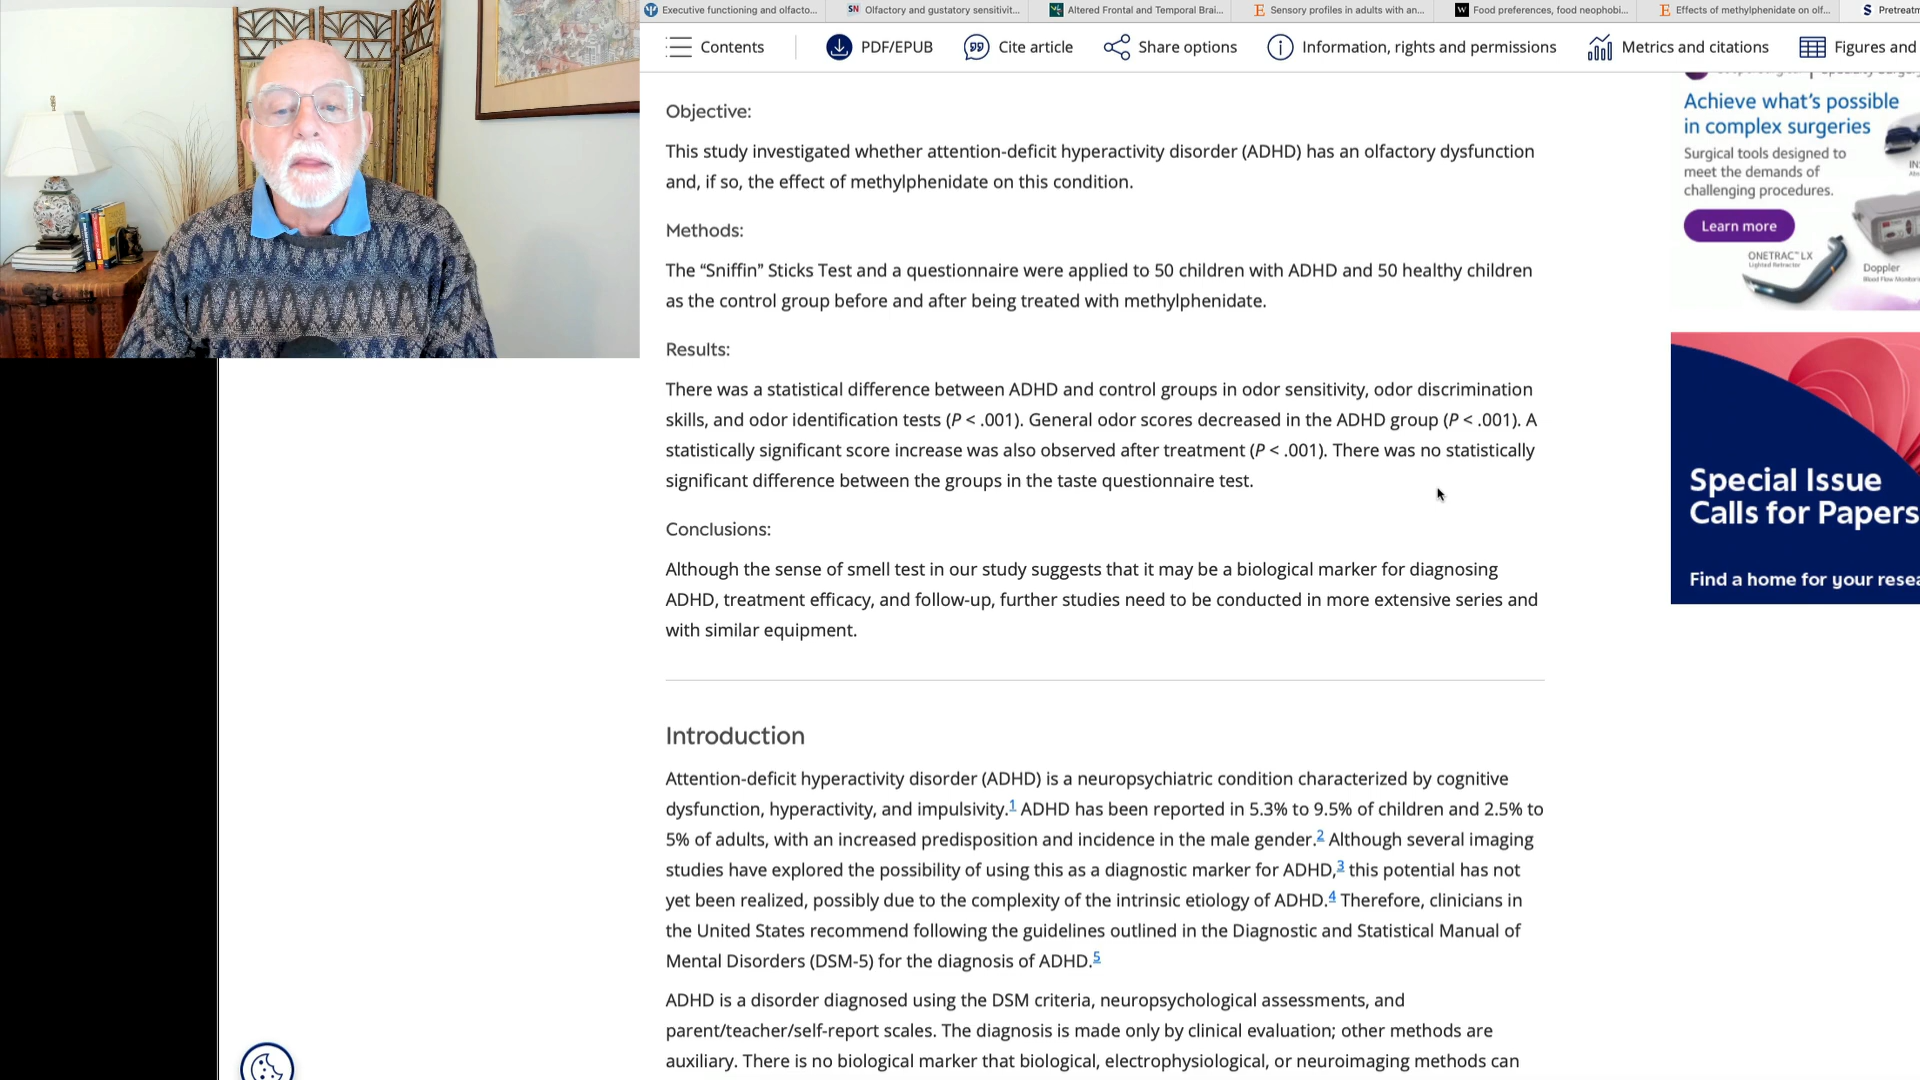 Executive functioning and olfacto...
Olfactory and gustatory sensitivit...
Altered Frontal and Temporal Brai...
Sensory profiles in adults with an...
Food preferences, food neophobi...
Effects of methylphenidate on olf...
Pretreatm
Contents
PDF/EPUB
Cite article
Share options
Information, rights and permissions
Metrics and citations
Figures and
Objective:
This study investigated whether attention-deficit hyperactivity disorder (ADHD) has an olfactory dysfunction
and, if so, the effect of methylphenidate on this condition.
Methods:
The “Sniffin” Sticks Test and a questionnaire were applied to 50 children with ADHD and 50 healthy children
as the control group before and after being treated with methylphenidate.
Results:
There was a statistical difference between ADHD and control groups in odor sensitivity, odor discrimination
skills, and odor identification tests (P < .001). General odor scores decreased in the ADHD group (P < .001). A
statistically significant score increase was also observed after treatment (P < .001). There was no statistically
significant difference between the groups in the taste questionnaire test.
Conclusions:
Although the sense of smell test in our study suggests that it may be a biological marker for diagnosing
ADHD, treatment efficacy, and follow-up, further studies need to be conducted in more extensive series and
with similar equipment.
Introduction
Attention-deficit hyperactivity disorder (ADHD) is a neuropsychiatric condition characterized by cognitive
dysfunction, hyperactivity, and impulsivity.1 ADHD has been reported in 5.3% to 9.5% of children and 2.5% to
5% of adults, with an increased predisposition and incidence in the male gender.2 Although several imaging
studies have explored the possibility of using this as a diagnostic marker for ADHD,3 this potential has not
yet been realized, possibly due to the complexity of the intrinsic etiology of ADHD.4 Therefore, clinicians in
the United States recommend following the guidelines outlined in the Diagnostic and Statistical Manual of
Mental Disorders (DSM-5) for the diagnosis of ADHD.5
ADHD is a disorder diagnosed using the DSM criteria, neuropsychological assessments, and
parent/teacher/self-report scales. The diagnosis is made only by clinical evaluation; other methods are
auxiliary. There is no biological marker that biological, electrophysiological, or neuroimaging methods can
Achieve what’s possible
in complex surgeries
Surgical tools designed to
meet the demands of
challenging procedures.
Learn more
ONETRAC™ LX
Lighted Retractor
Doppler
Special Issue
Calls for Papers
Find a home for your resea